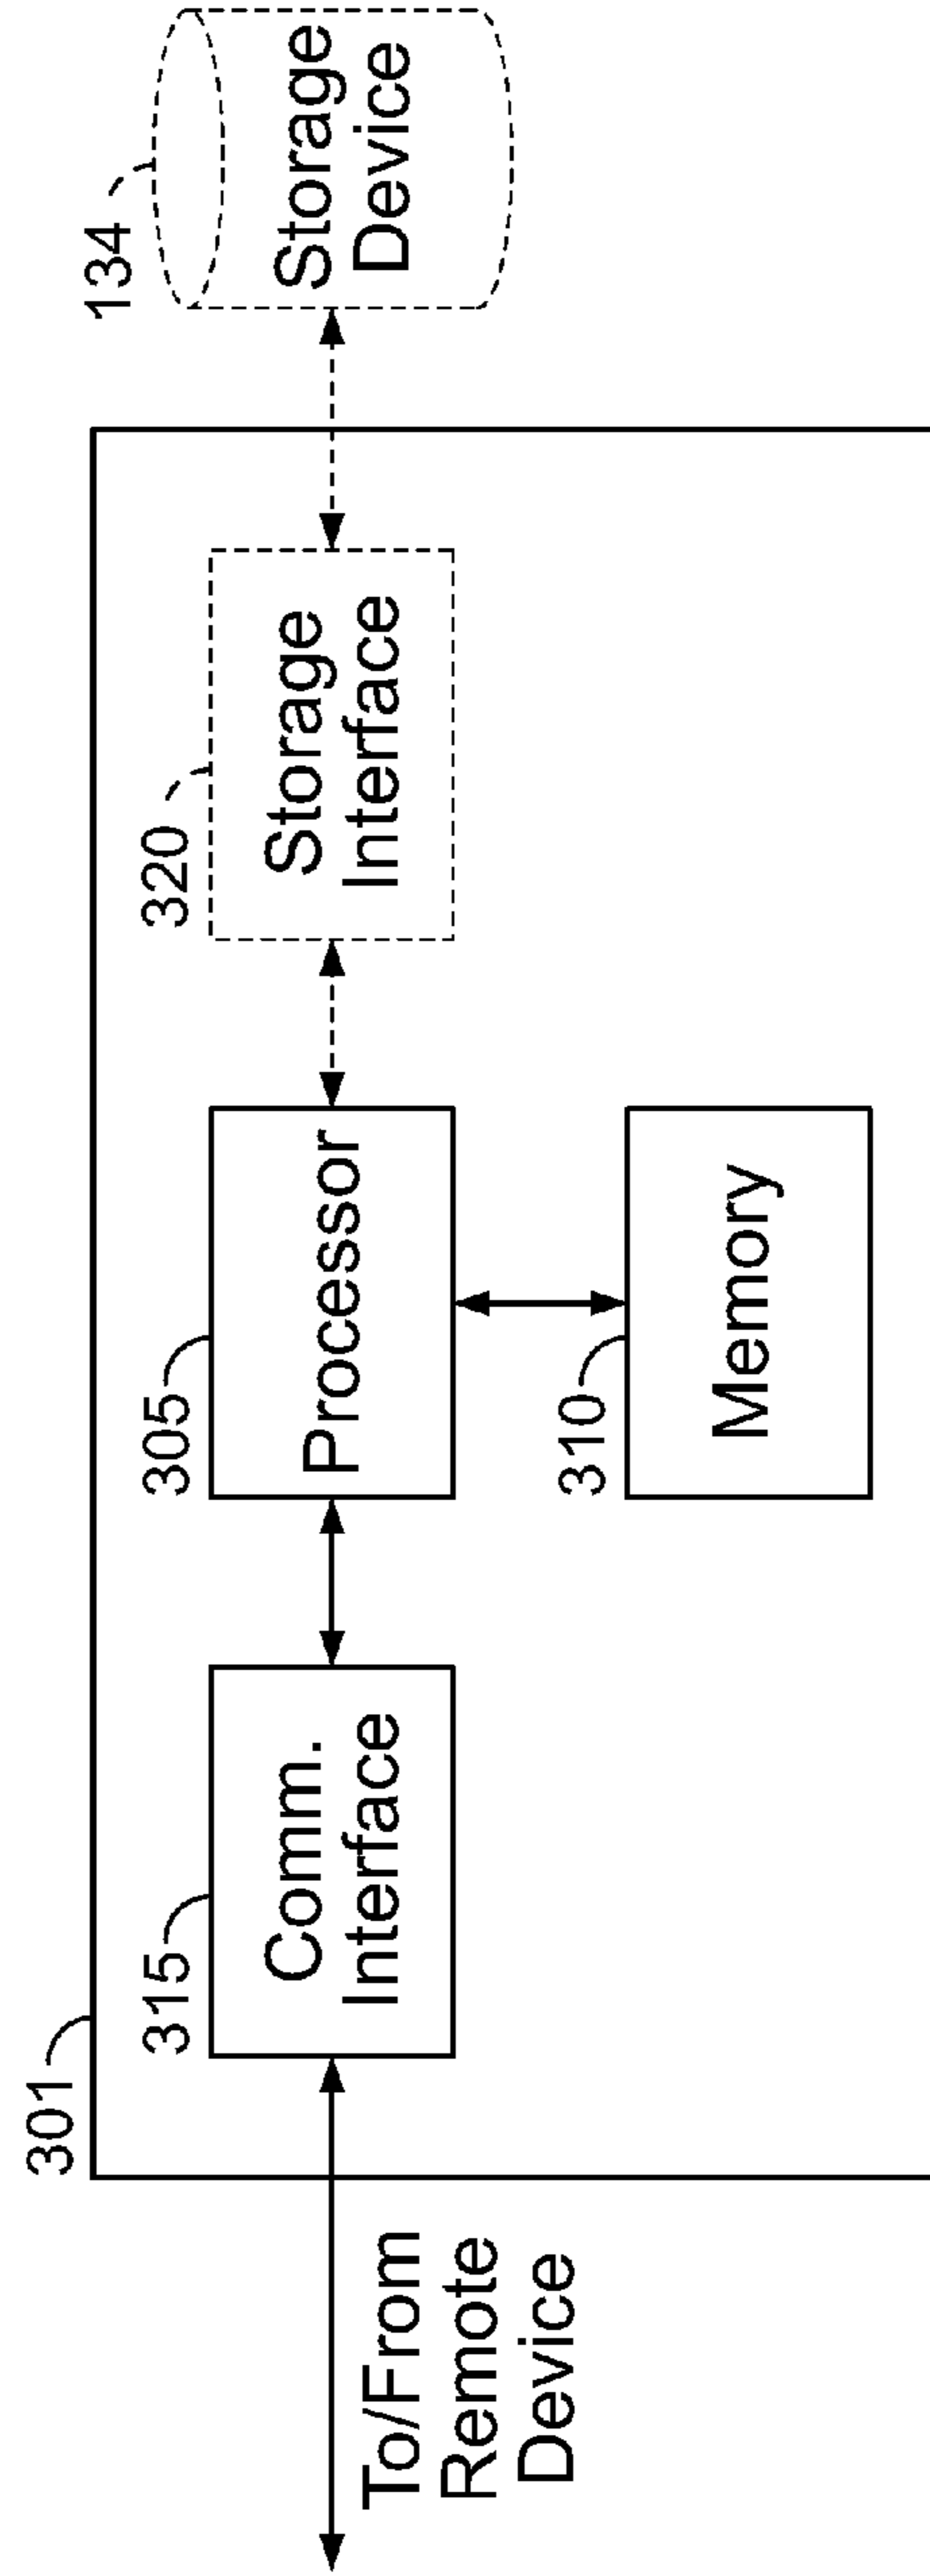 301
315
Comm.
Interface
305
Processor
320
Storage
Interface
134
Storage
Device
310
Memory
To/From
Remote
Device